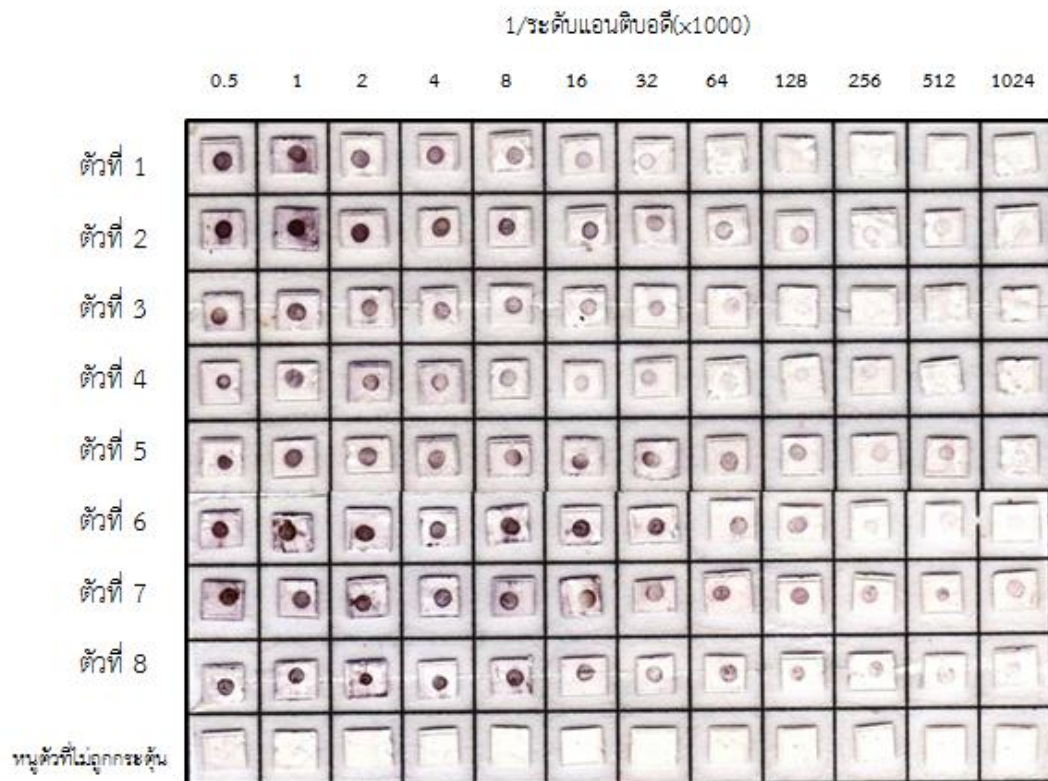 1/ระดับแอนติบอดี(x1000)
0.5 1 2 4 8 16 32 64 128 256 512 1024
ตัวที่ 1
ตัวที่ 2
ตัวที่ 3
ตัวที่ 4
ตัวที่ 5
ตัวที่ 6
ตัวที่ 7
ตัวที่ 8
หนูตัวที่ไม่ถูกกระตุ้น